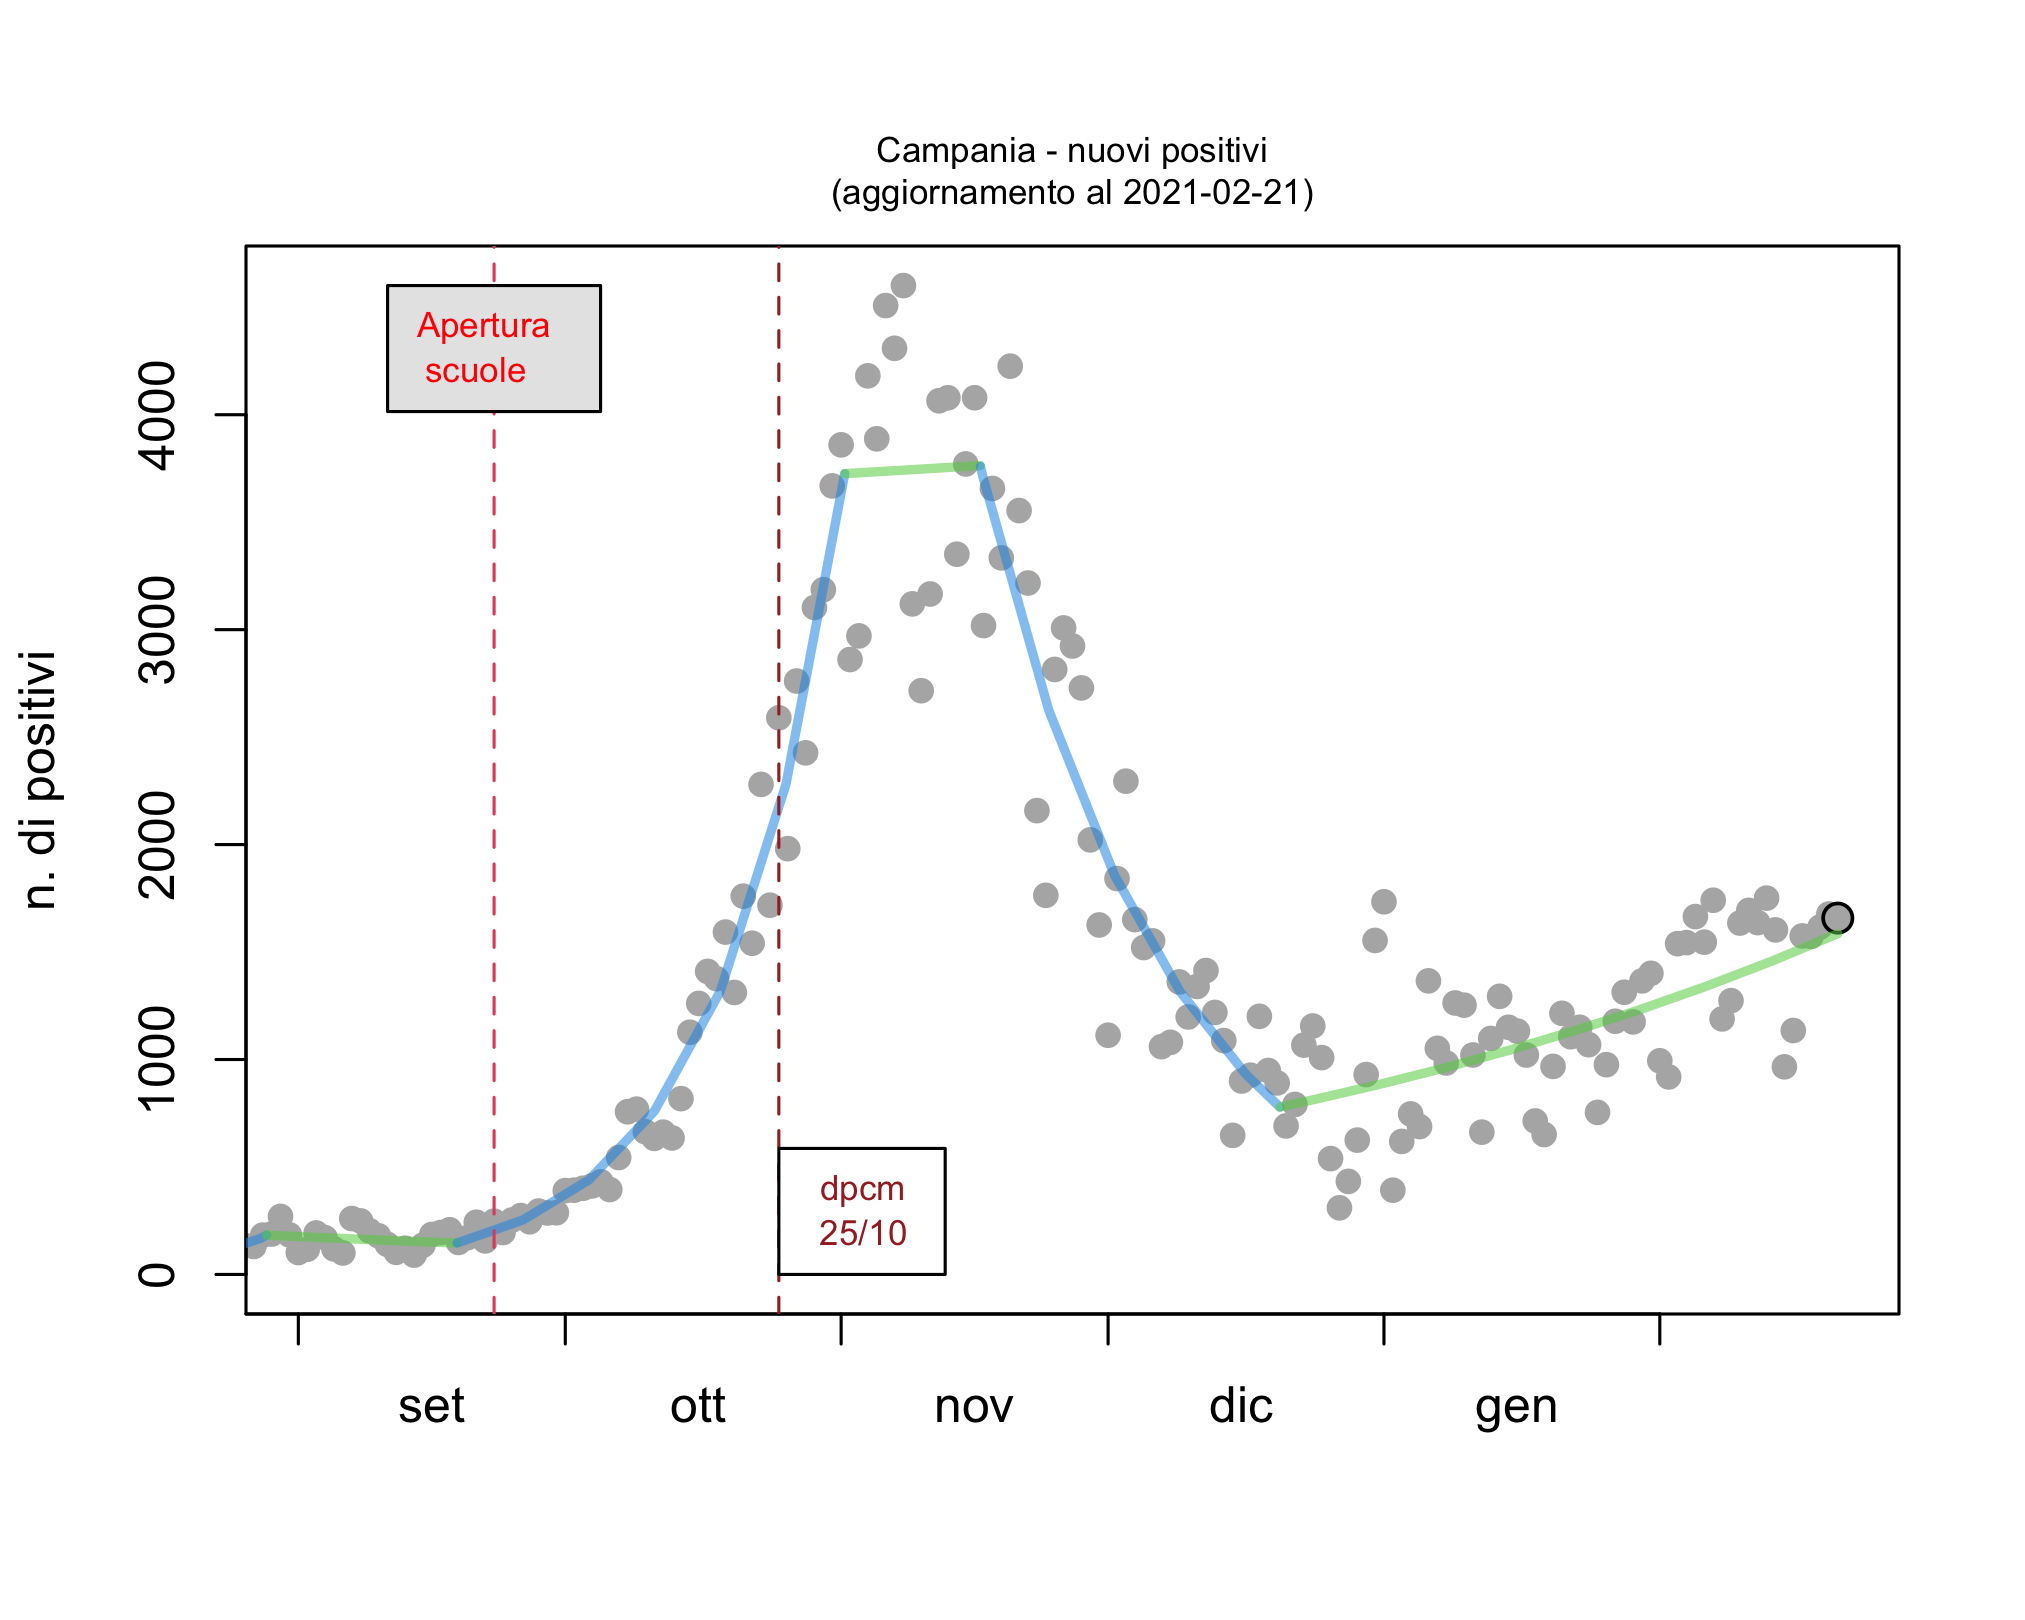 Campania - nuovi positivi
(aggiornamento al 2021-02-21)
Apertura
scuole
n. di positivi
4000
3000
2000
1000
0
dpcm
25/10
set ott nov dic gen